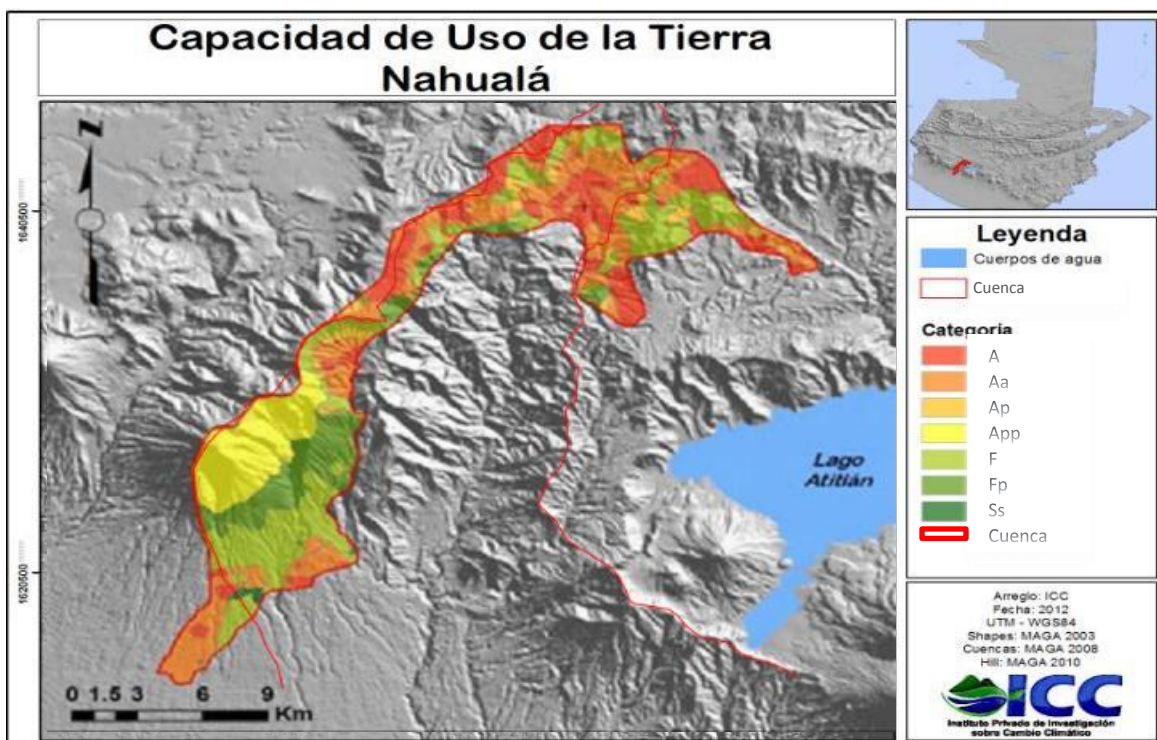 Capacidad de Uso de la Tierra
Nahualá
N
1640500
1620500
Lago
Atitlán
0 1.5 3 6 9
Km
Leyenda
Cuerpos de agua
Cuenca
Categoría
A
Aa
Ap
App
F
Fp
Ss
Cuenca
Arreglo: ICC
Fecha: 2012
UTM - WGS84
Shapes: MAGA 2003
Cuencas: MAGA 2008
Hill: MAGA 2010
ICC
Instituto Privado de Investigación
sobre Cambio Climático